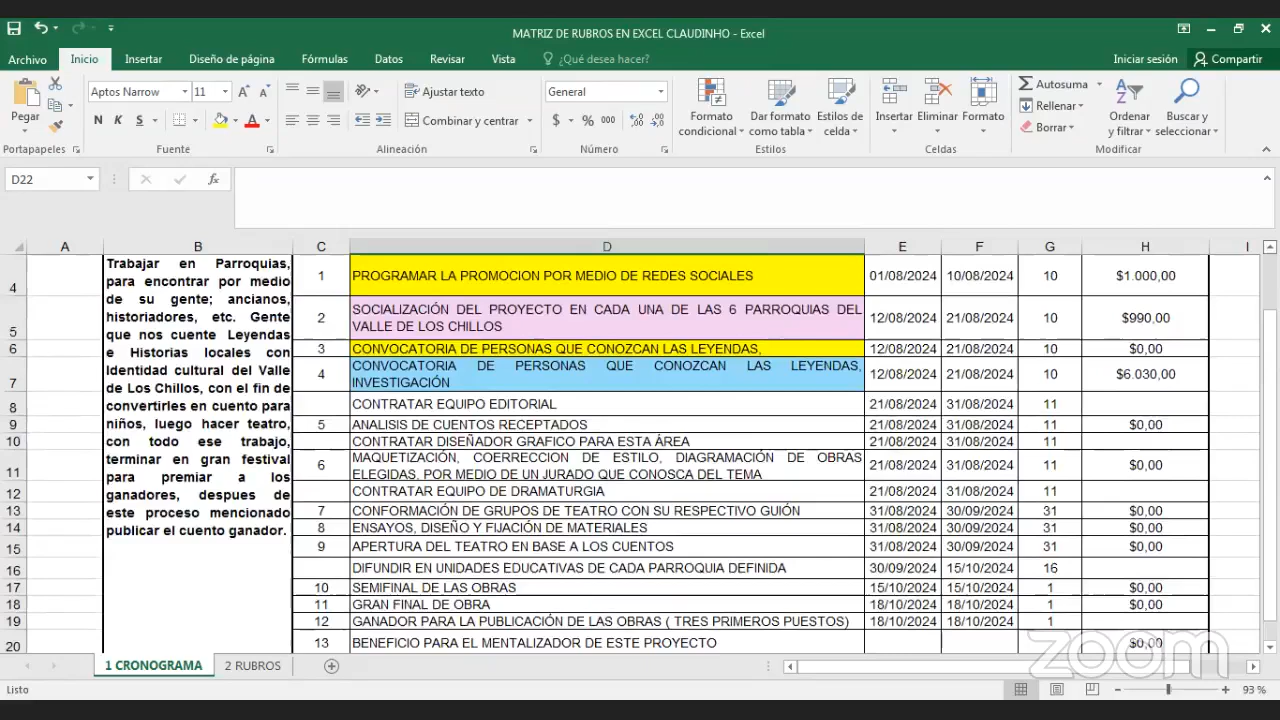 MATRIZ DE RUBROS EN EXCEL CLAUDINHO - Excel
Archivo Inicio Insertar Diseño de página Fórmulas Datos Revisar Vista ¿Qué desea hacer? Iniciar sesión Compartir
Pegar
Aptos Narrow 11
N K S
Ajustar texto
Combinar y centrar
General
$ % 000
Formato condicional
Dar formato como tabla
Estilos de celda
Insertar
Eliminar
Formato
Autosuma
Rellenar
Borrar
Ordenar y filtrar
Buscar y seleccionar
Portapapeles Fuente Alineación Número Estilos Celdas Modificar
D22 fx
A B C D E F G H I
Trabajar en Parroquias,
para encontrar por medio
de su gente; ancianos,
historiadores, etc. Gente
que nos cuente Leyendas
e Historias locales con
Identidad cultural del Valle
de Los Chillos, con el fin de
convertirles en cuento para
niños, luego hacer teatro,
con todo ese trabajo,
terminar en gran festival
para premiar a los
ganadores, despues de
este proceso mencionado
publicar el cuento ganador.
4 1 PROGRAMAR LA PROMOCION POR MEDIO DE REDES SOCIALES 01/08/2024 10/08/2024 10 $1.000,00
5 2 SOCIALIZACIÓN DEL PROYECTO EN CADA UNA DE LAS 6 PARROQUIAS DEL
VALLE DE LOS CHILLOS 12/08/2024 21/08/2024 10 $990,00
6 3 CONVOCATORIA DE PERSONAS QUE CONOZCAN LAS LEYENDAS, 12/08/2024 21/08/2024 10 $0,00
7 4 CONVOCATORIA DE PERSONAS QUE CONOZCAN LAS LEYENDAS,
INVESTIGACIÓN 12/08/2024 21/08/2024 10 $6.030,00
8 CONTRATAR EQUIPO EDITORIAL 21/08/2024 31/08/2024 11
9 5 ANALISIS DE CUENTOS RECEPTADOS 21/08/2024 31/08/2024 11 $0,00
10 CONTRATAR DISEÑADOR GRAFICO PARA ESTA ÁREA 21/08/2024 31/08/2024 11
11 6 MAQUETIZACIÓN, COERRECCION DE ESTILO, DIAGRAMACIÓN DE OBRAS
ELEGIDAS, POR MEDIO DE UN JURADO QUE CONOSCA DEL TEMA 21/08/2024 31/08/2024 11 $0,00
12 CONTRATAR EQUIPO DE DRAMATURGIA 21/08/2024 31/08/2024 11
13 7 CONFORMACIÓN DE GRUPOS DE TEATRO CON SU RESPECTIVO GUIÓN 31/08/2024 30/09/2024 31 $0,00
14 8 ENSAYOS, DISEÑO Y FIJACIÓN DE MATERIALES 31/08/2024 30/09/2024 31 $0,00
15 9 APERTURA DEL TEATRO EN BASE A LOS CUENTOS 31/08/2024 30/09/2024 31 $0,00
16 DIFUNDIR EN UNIDADES EDUCATIVAS DE CADA PARROQUIA DEFINIDA 30/09/2024 15/10/2024 16
17 10 SEMIFINAL DE LAS OBRAS 15/10/2024 15/10/2024 1 $0,00
18 11 GRAN FINAL DE OBRA 18/10/2024 18/10/2024 1 $0,00
19 12 GANADOR PARA LA PUBLICACIÓN DE LAS OBRAS ( TRES PRIMEROS PUESTOS) 18/10/2024 18/10/2024 1
20 13 BENEFICIO PARA EL MENTALIZADOR DE ESTE PROYECTO $0,00
zoom
1 CRONOGRAMA 2 RUBROS
Listo 93 %